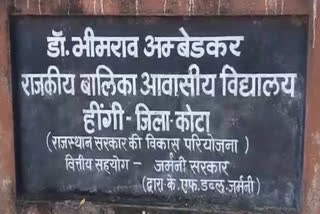 डॉ. भीमराव अम्बेडकर
राजकीय बालिका आवासीय विद्यालय
हींगी - जिला - कोटा
(राजस्थान सरकार की विकास परियोजना)
वित्तीय सहयोग - जर्मनी सरकार
(द्वारा के. एफ. डब्लू. जर्मनी)